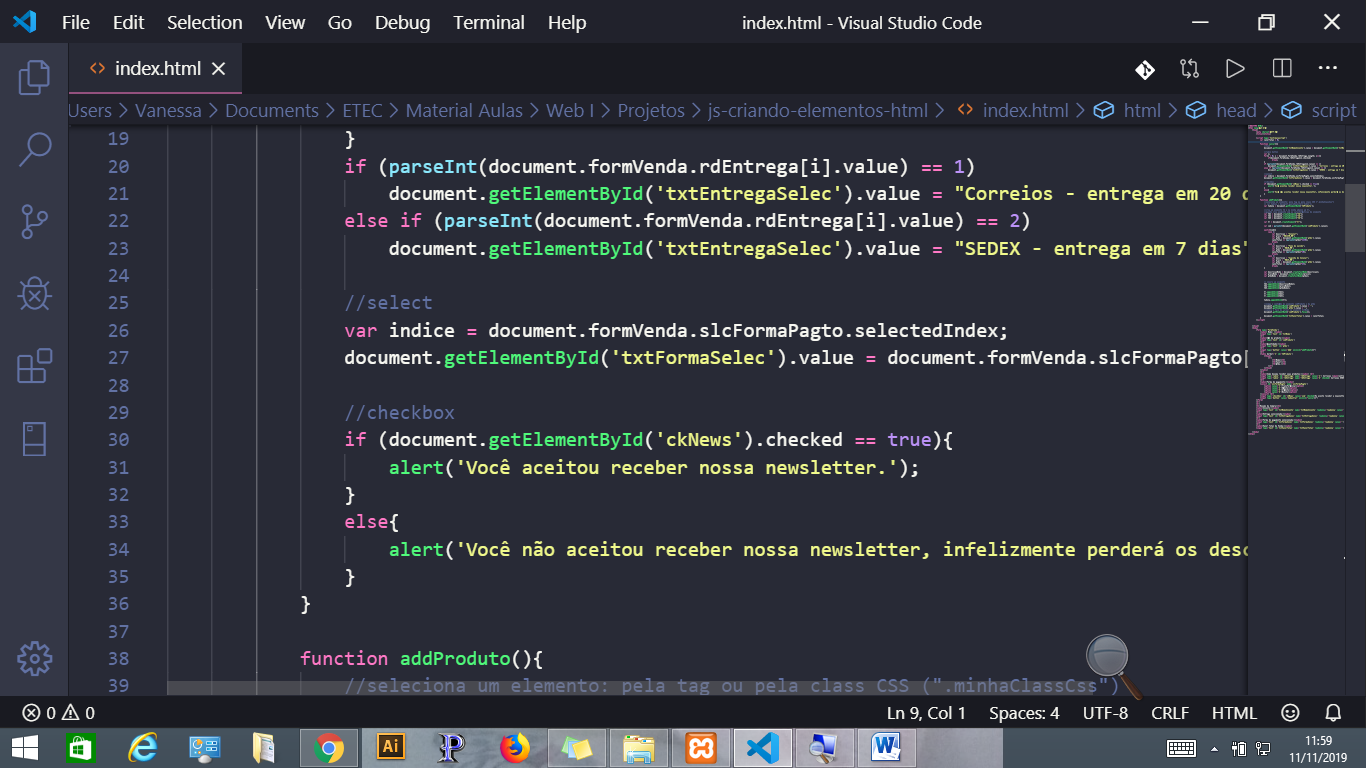 File Edit Selection View Go Debug Terminal Help index.html - Visual Studio Code
index.html
Users > Vanessa > Documents > ETEC > Material Aulas > Web I > Projetos > js-criando-elementos-html > index.html > html > head > script
19 }
20 if (parseInt(document.formVenda.rdEntrega[i].value) == 1)
21 document.getElementById('txtEntregaSelec').value = "Correios - entrega em 20
22 else if (parseInt(document.formVenda.rdEntrega[i].value) == 2)
23 document.getElementById('txtEntregaSelec').value = "SEDEX - entrega em 7 dias"
24
25 //select
26 var indice = document.formVenda.slcFormaPagto.selectedIndex;
27 document.getElementById('txtFormaSelec').value = document.formVenda.slcFormaPagto[
28
29 //checkbox
30 if (document.getElementById('ckNews').checked == true){
31 alert('Você aceitou receber nossa newsletter.');
32 }
33 else{
34 alert('Você não aceitou receber nossa newsletter, infelizmente perderá os
35 }
36 }
37
38 function addProduto(){
39 //seleciona um elemento: pela tag ou pela class CSS (".minhaClassCss")
0 0 Ln 9, Col 1 Spaces: 4 UTF-8 CRLF HTML
Ai P W 11:59
11/11/2019